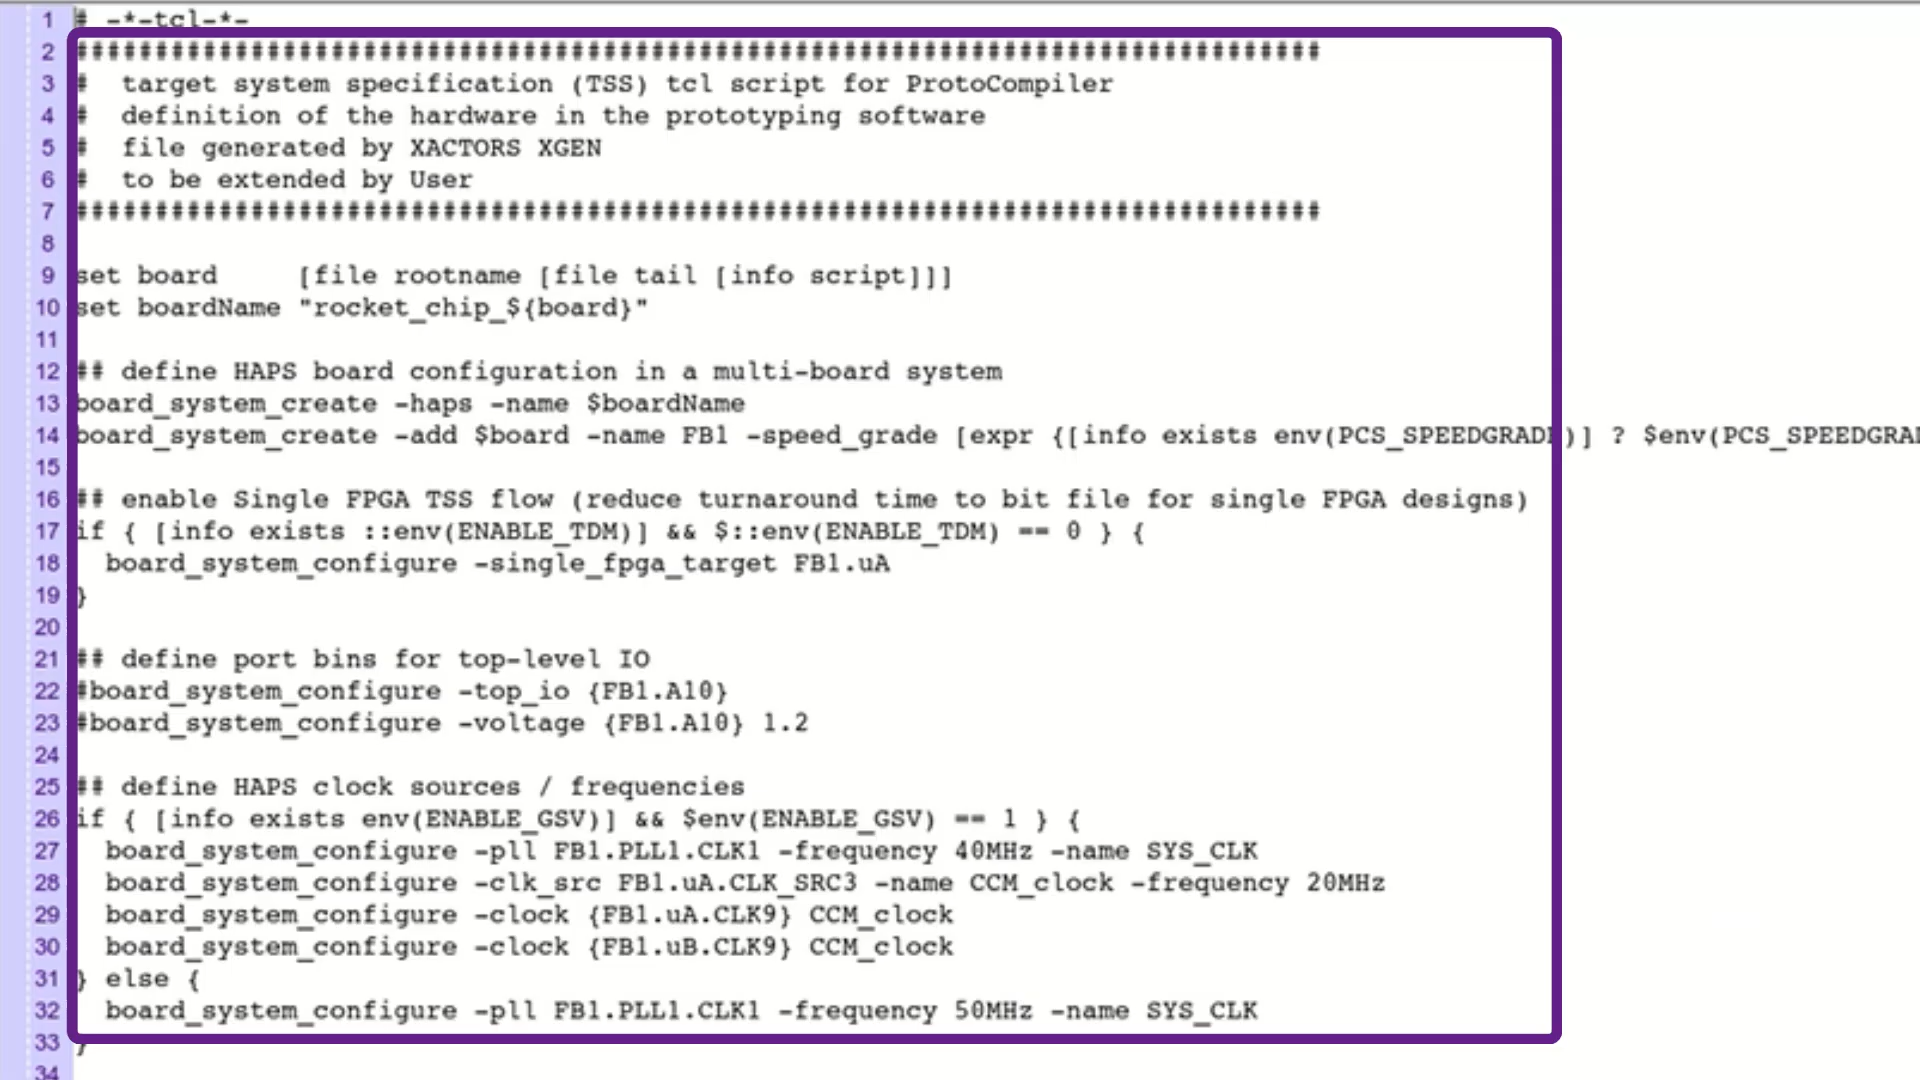 1 # -*-tcl-*-
2 ##############################################################################
3 #  target system specification (TSS) tcl script for ProtoCompiler
4 #  definition of the hardware in the prototyping software
5 #  file generated by XACTORS XGEN
6 #  to be extended by User
7 ##############################################################################
8
9 set board     [file rootname [file tail [info script]]]
10 set boardName "rocket_chip_${board}"
11
12 ## define HAPS board configuration in a multi-board system
13 board_system_create -haps -name $boardName
14 board_system_create -add $board -name FB1 -speed_grade [expr {[info exists env(PCS_SPEEDGRADE)] ? $env(PCS_SPEEDGRA
15
16 ## enable Single FPGA TSS flow (reduce turnaround time to bit file for single FPGA designs)
17 if { [info exists ::env(ENABLE_TDM)] && $::env(ENABLE_TDM) == 0 } {
18   board_system_configure -single_fpga_target FB1.uA
19 }
20
21 ## define port bins for top-level IO
22 #board_system_configure -top_io {FB1.A10}
23 #board_system_configure -voltage {FB1.A10} 1.2
24
25 ## define HAPS clock sources / frequencies
26 if { [info exists env(ENABLE_GSV)] && $env(ENABLE_GSV) == 1 } {
27   board_system_configure -pll FB1.PLL1.CLK1 -frequency 40MHz -name SYS_CLK
28   board_system_configure -clk_src FB1.uA.CLK_SRC3 -name CCM_clock -frequency 20MHz
29   board_system_configure -clock {FB1.uA.CLK9} CCM_clock
30   board_system_configure -clock {FB1.uB.CLK9} CCM_clock
31 } else {
32   board_system_configure -pll FB1.PLL1.CLK1 -frequency 50MHz -name SYS_CLK
33 }
34